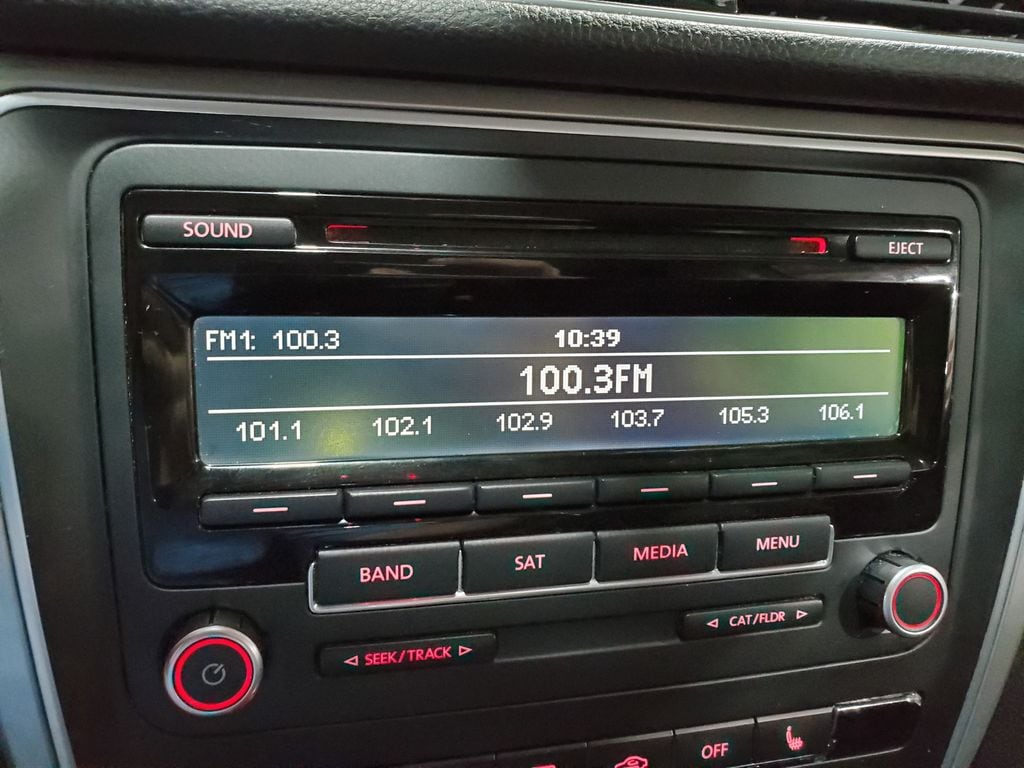 SOUND
EJECT
FM1: 100.3 10:39
100.3FM
101.1 102.1 102.9 103.7 105.3 106.1
BAND SAT MEDIA MENU
SEEK/TRACK CAT/FLDR
OFF